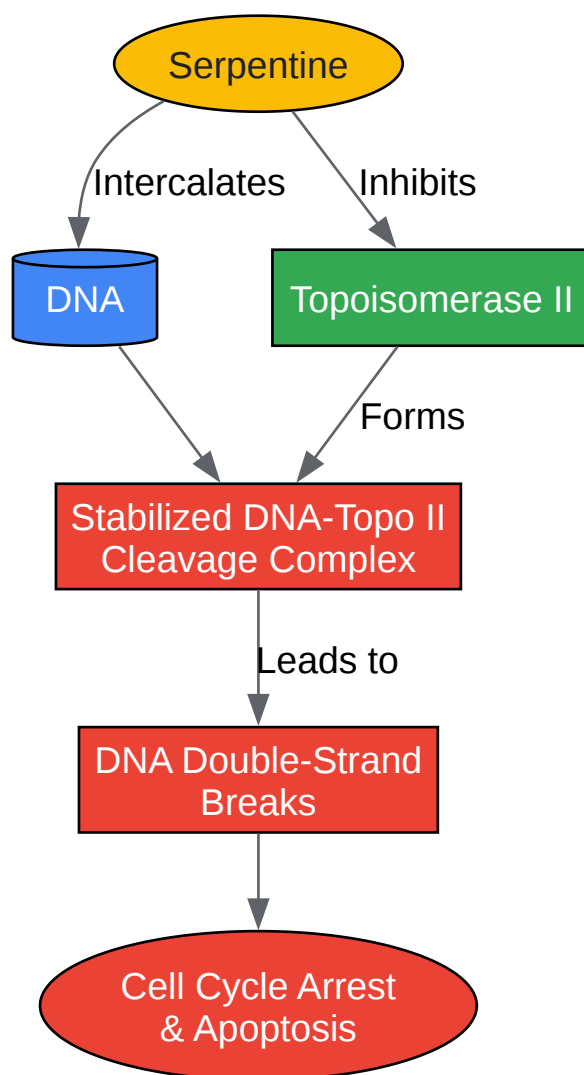 Serpentine
Intercalates
Inhibits
DNA
Topoisomerase II
Forms
Stabilized DNA-Topo II
Cleavage Complex
Leads to
DNA Double-Strand
Breaks
Cell Cycle Arrest
& Apoptosis